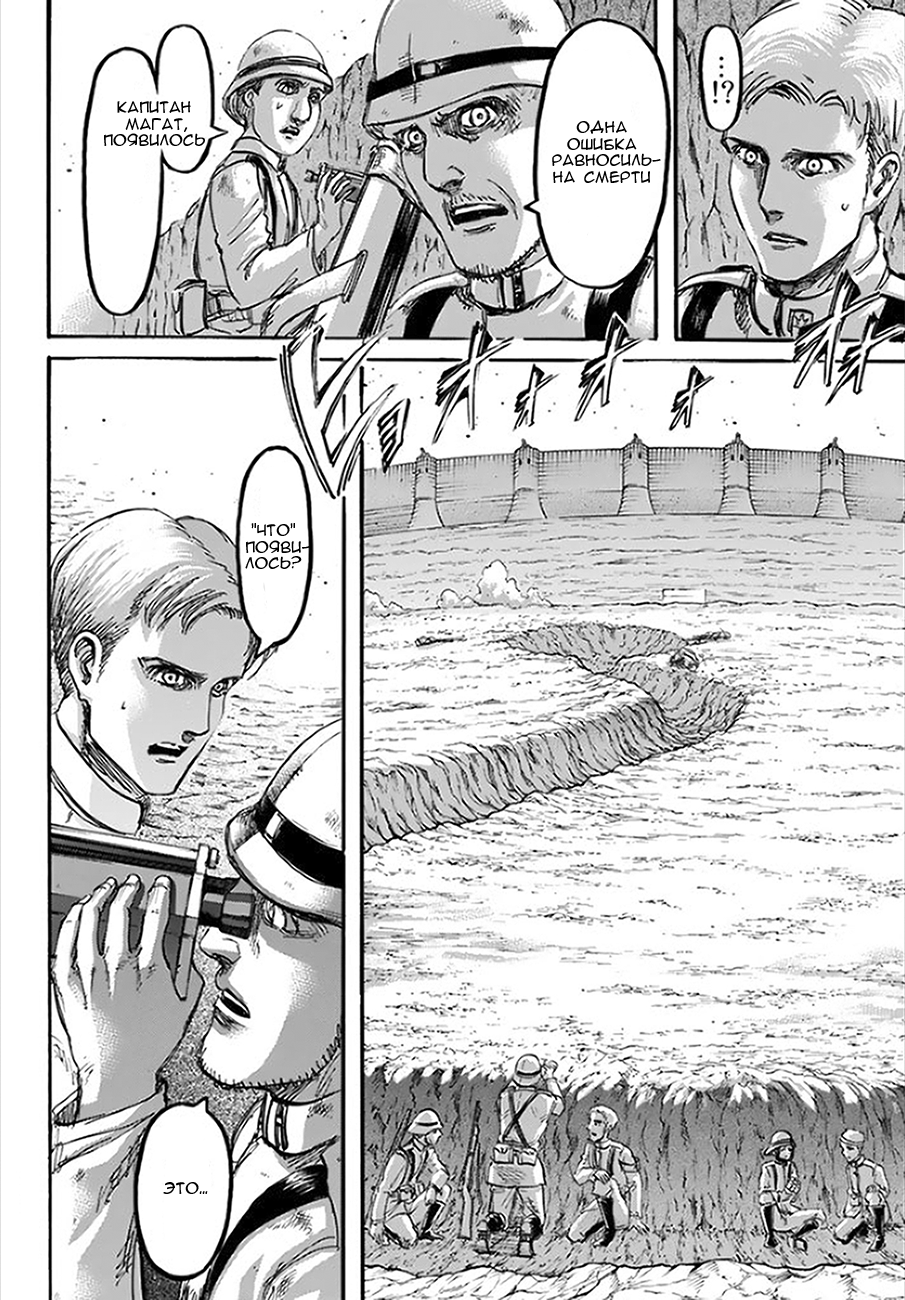 ...
!?
ОДНА
ОШИБКА
РАВНОСИЛЬ-
НА СМЕРТИ
КАПИТАН
МАГАТ,
ПОЯВИЛОСЬ
"ЧТО"
ПОЯВИ-
ЛОСЬ?
ЭТО...